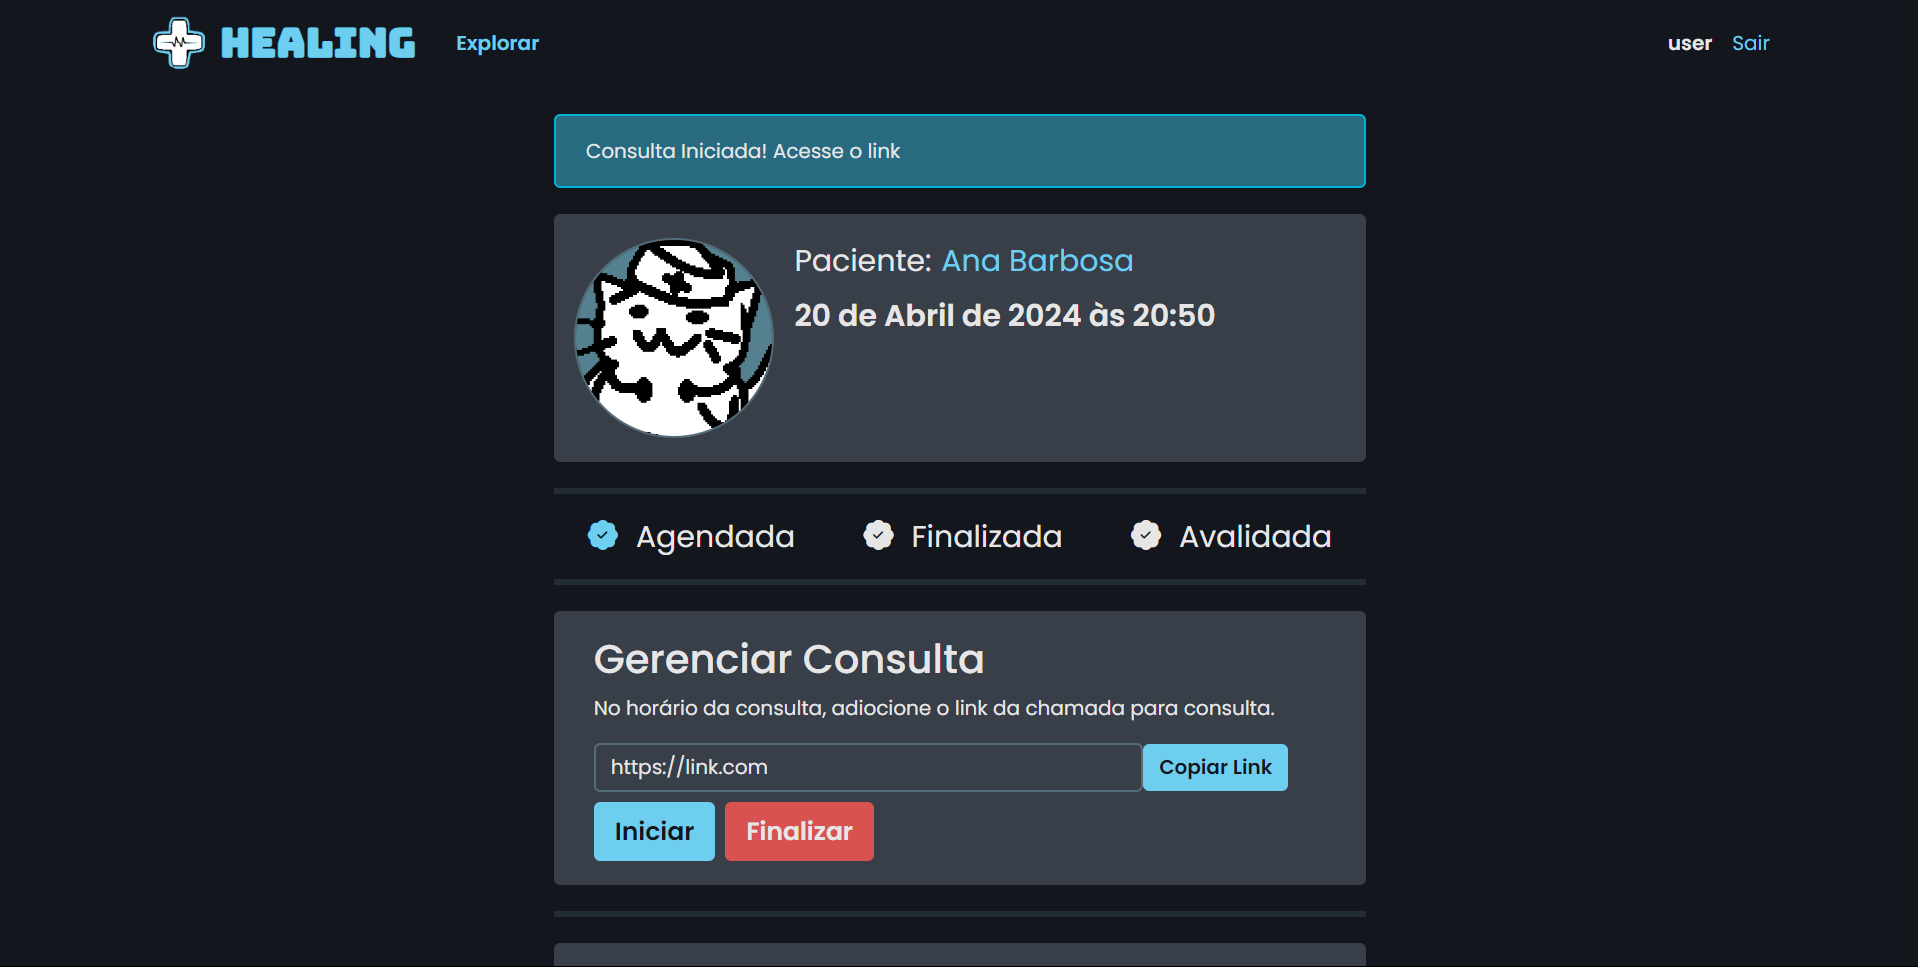 HEALING Explorar user Sair
Consulta Iniciada! Acesse o link
Paciente: Ana Barbosa
20 de Abril de 2024 às 20:50
Agendada Finalizada Avalidada
Gerenciar Consulta
No horário da consulta, adiocione o link da chamada para consulta.
https://link.com Copiar Link
Iniciar Finalizar